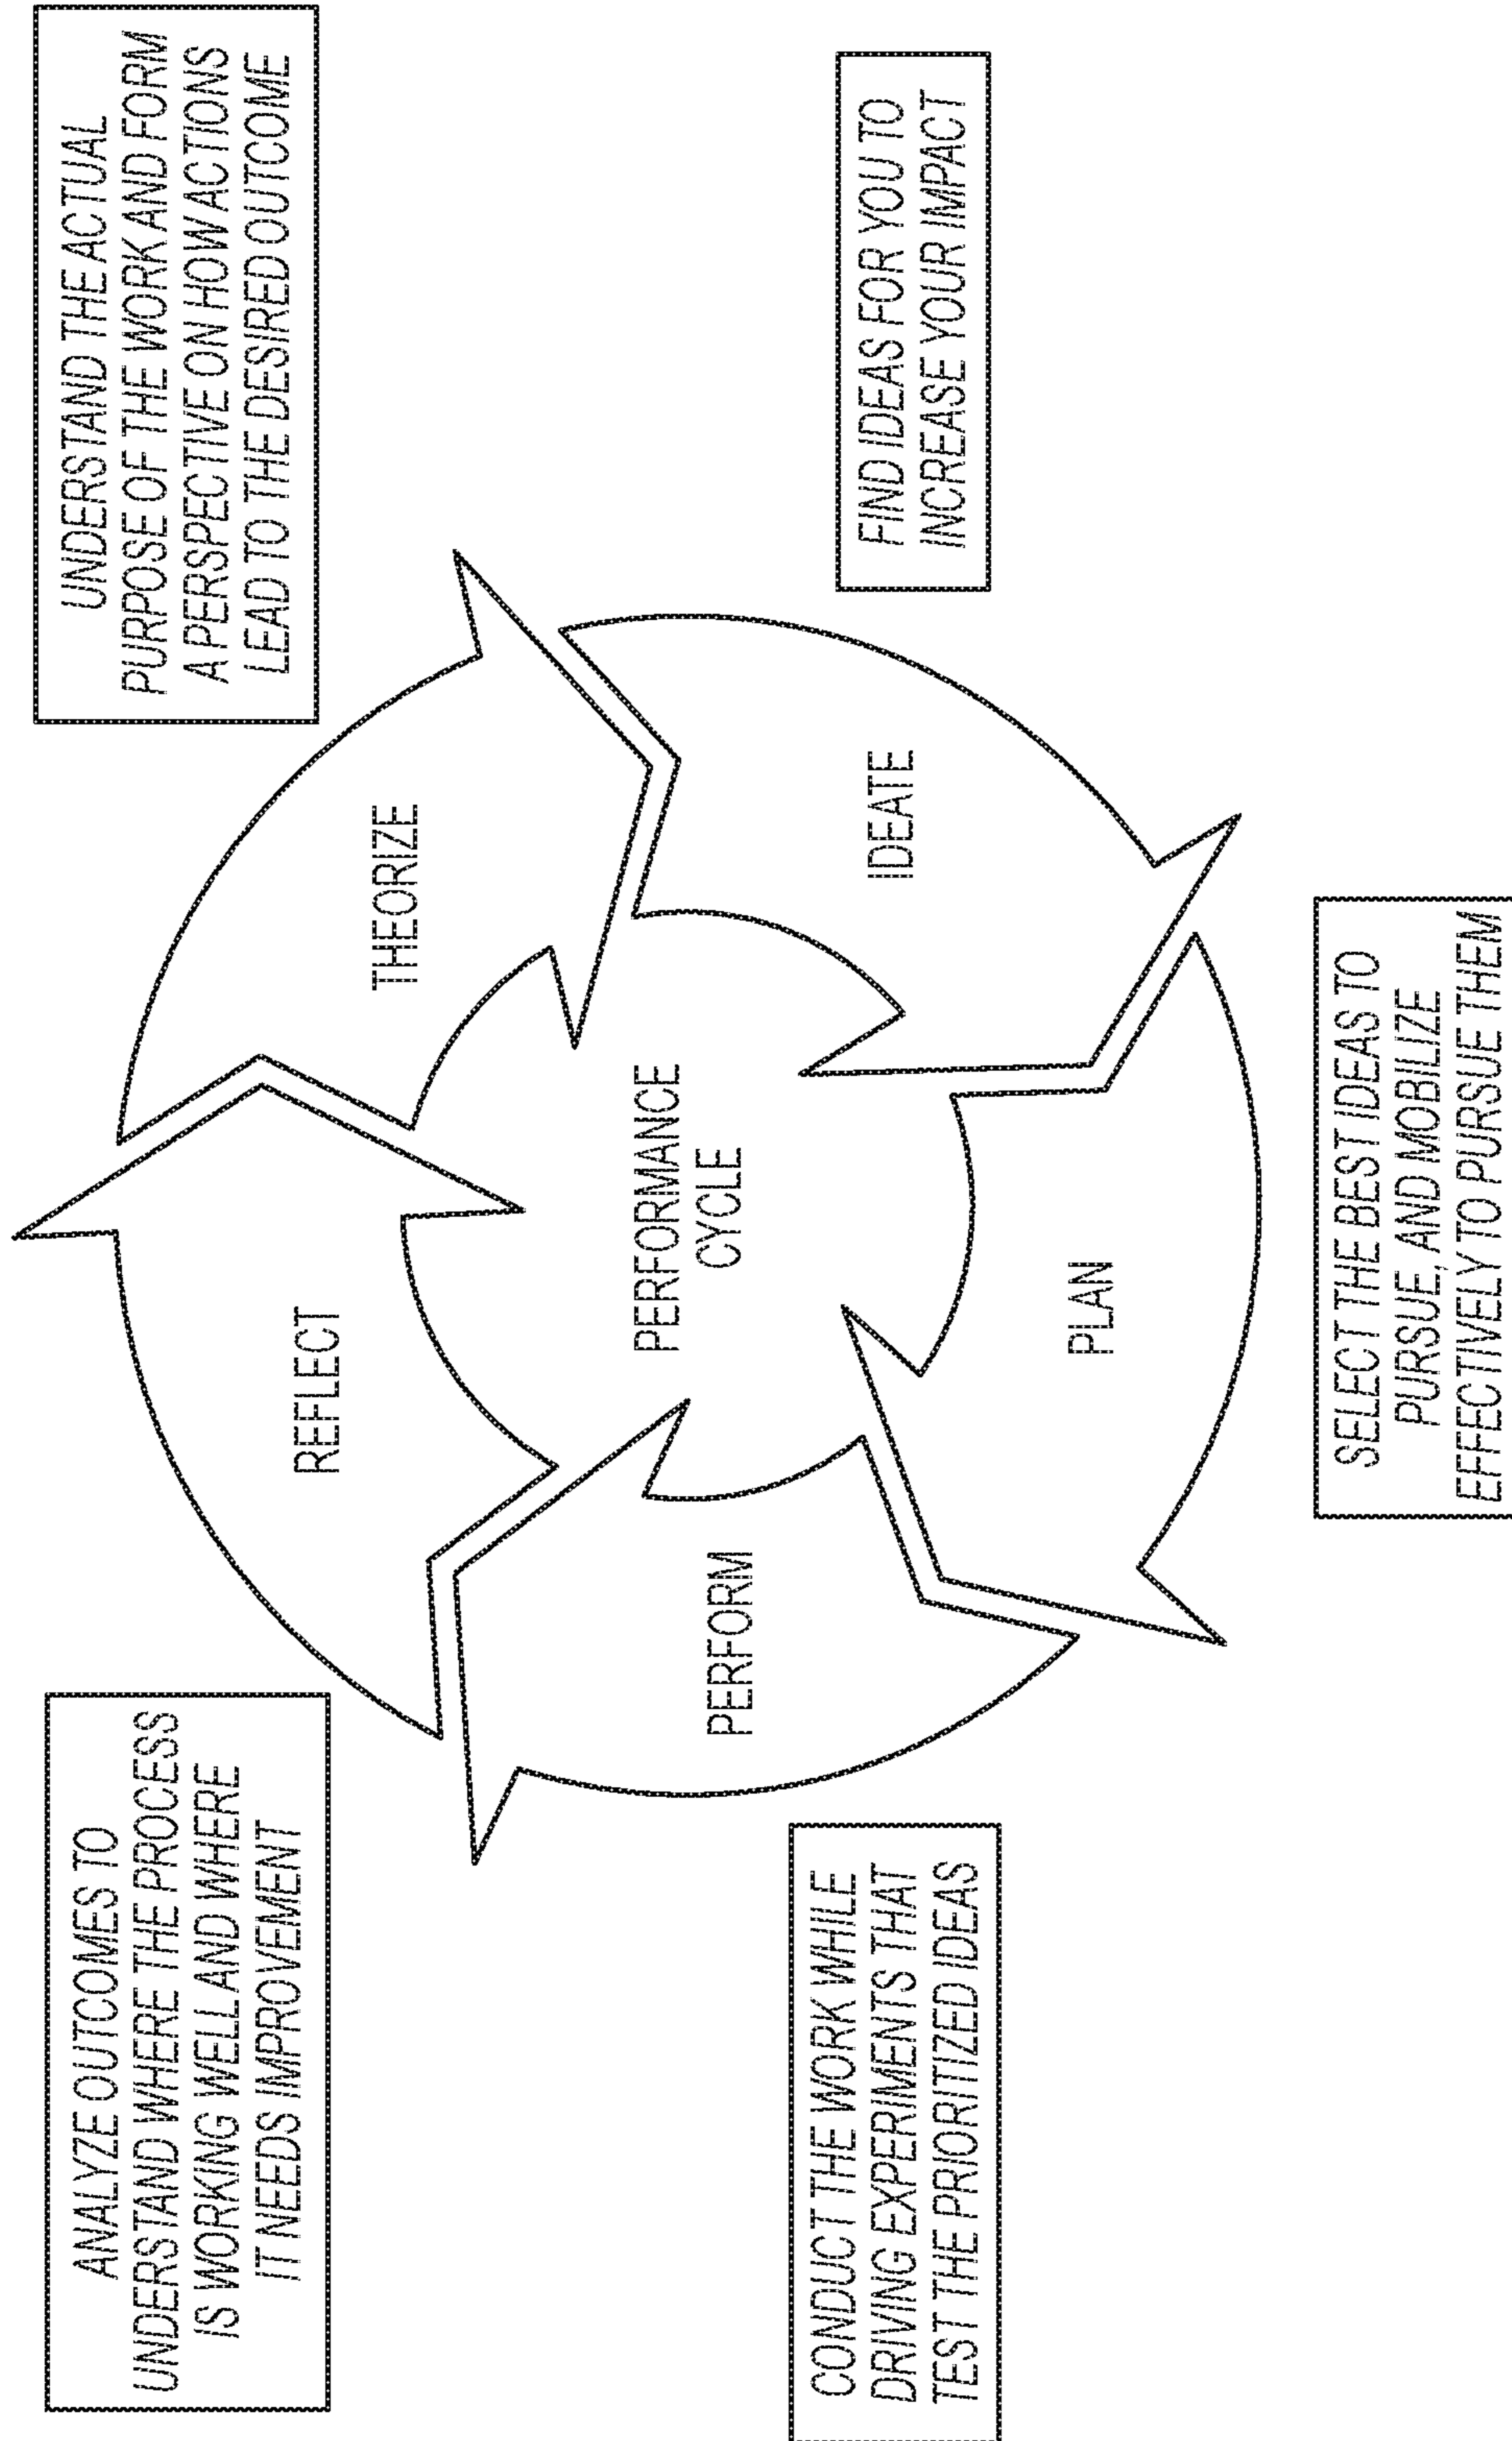 ANALYZE OUTCOMES TO
UNDERSTAND WHERE THE PROCESS
IS WORKING WELL AND WHERE
IT NEEDS IMPROVEMENT
UNDERSTAND THE ACTUAL
PURPOSE OF THE WORK AND FORM
A PERSPECTIVE ON HOW ACTIONS
LEAD TO THE DESIRED OUTCOME
REFLECT
THEORIZE
PERFORMANCE
CYCLE
PERFORM
IDEATE
PLAN
CONDUCT THE WORK WHILE
DRIVING EXPERIMENTS THAT
TEST THE PRIORITIZED IDEAS
FIND IDEAS FOR YOU TO
INCREASE YOUR IMPACT
SELECT THE BEST IDEAS TO
PURSUE, AND MOBILIZE
EFFECTIVELY TO PURSUE THEM